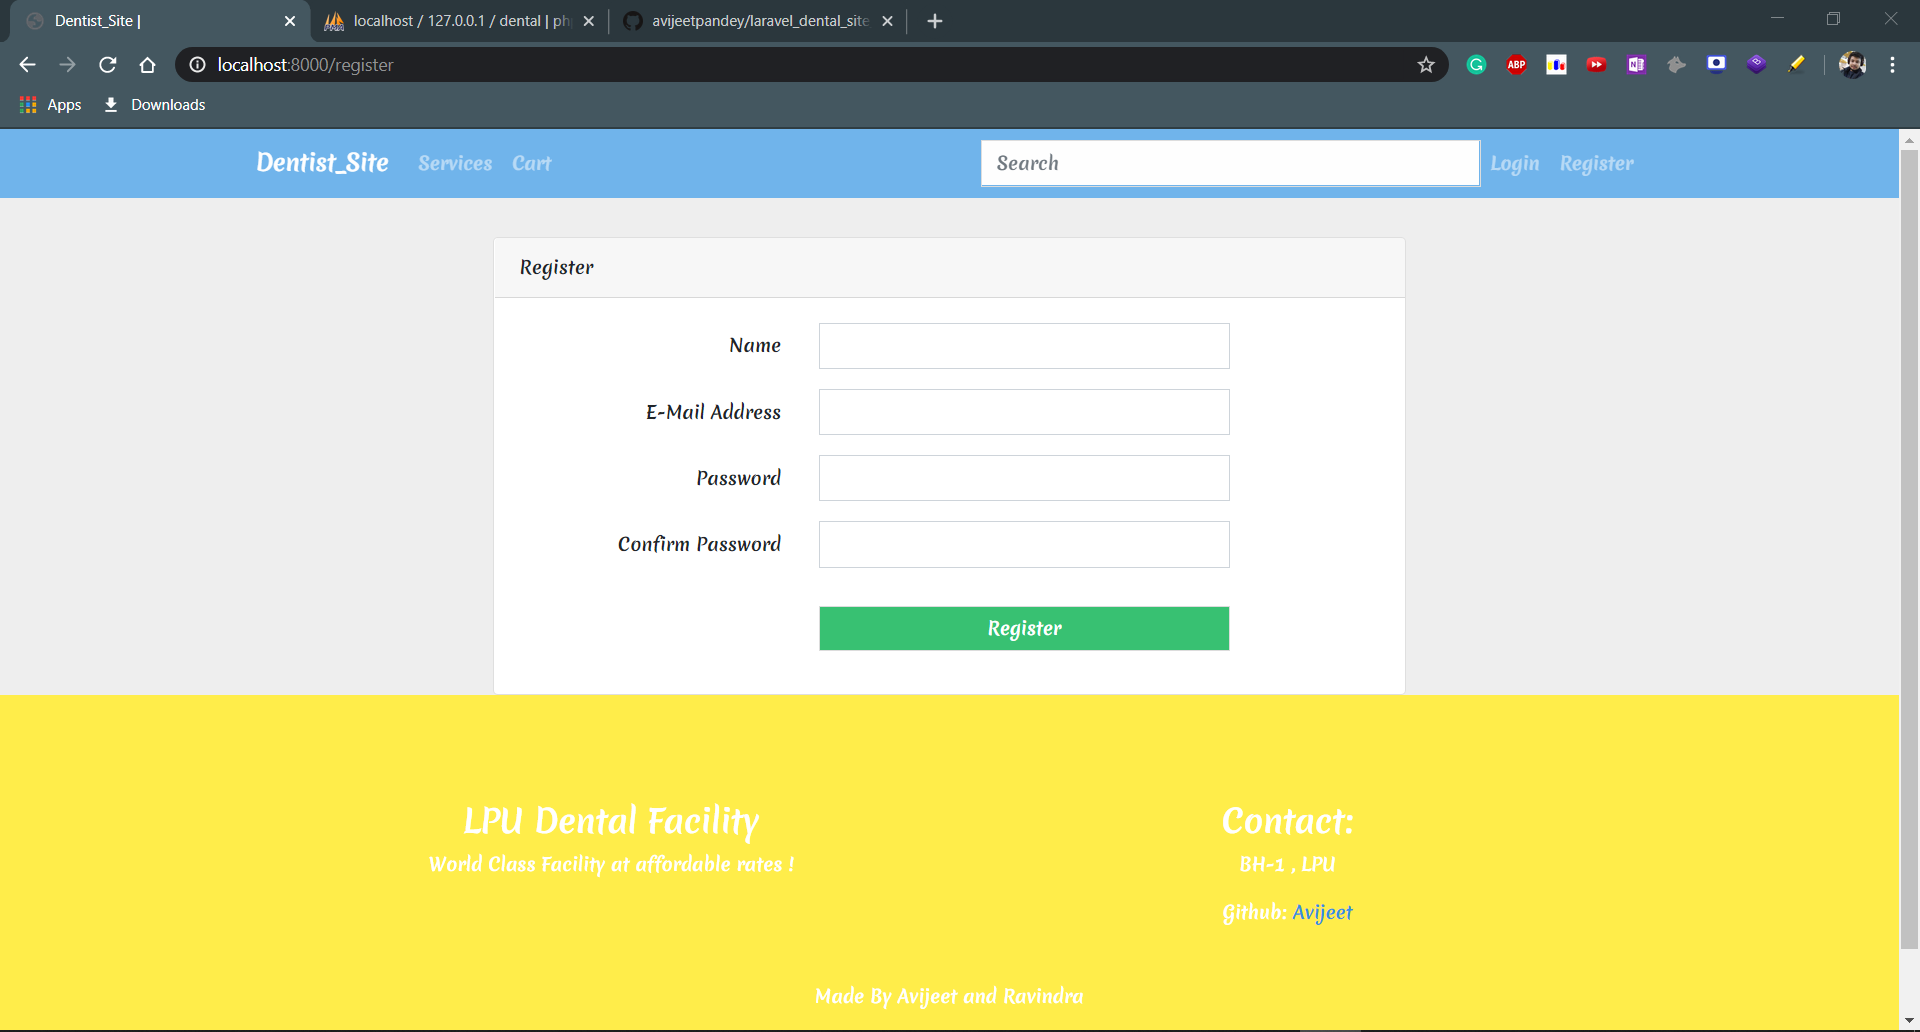 Dentist_Site |
localhost / 127.0.0.1 / dental | ph
avijeetpandey/laravel_dental_site
localhost:8000/register
ABP
Apps
Downloads
Dentist_Site
Services
Cart
Search
Login
Register
Register
Name
E-Mail Address
Password
Confirm Password
Register
LPU Dental Facility
World Class Facility at affordable rates !
Contact:
BH-1 , LPU
Github: Avijeet
Made By Avijeet and Ravindra